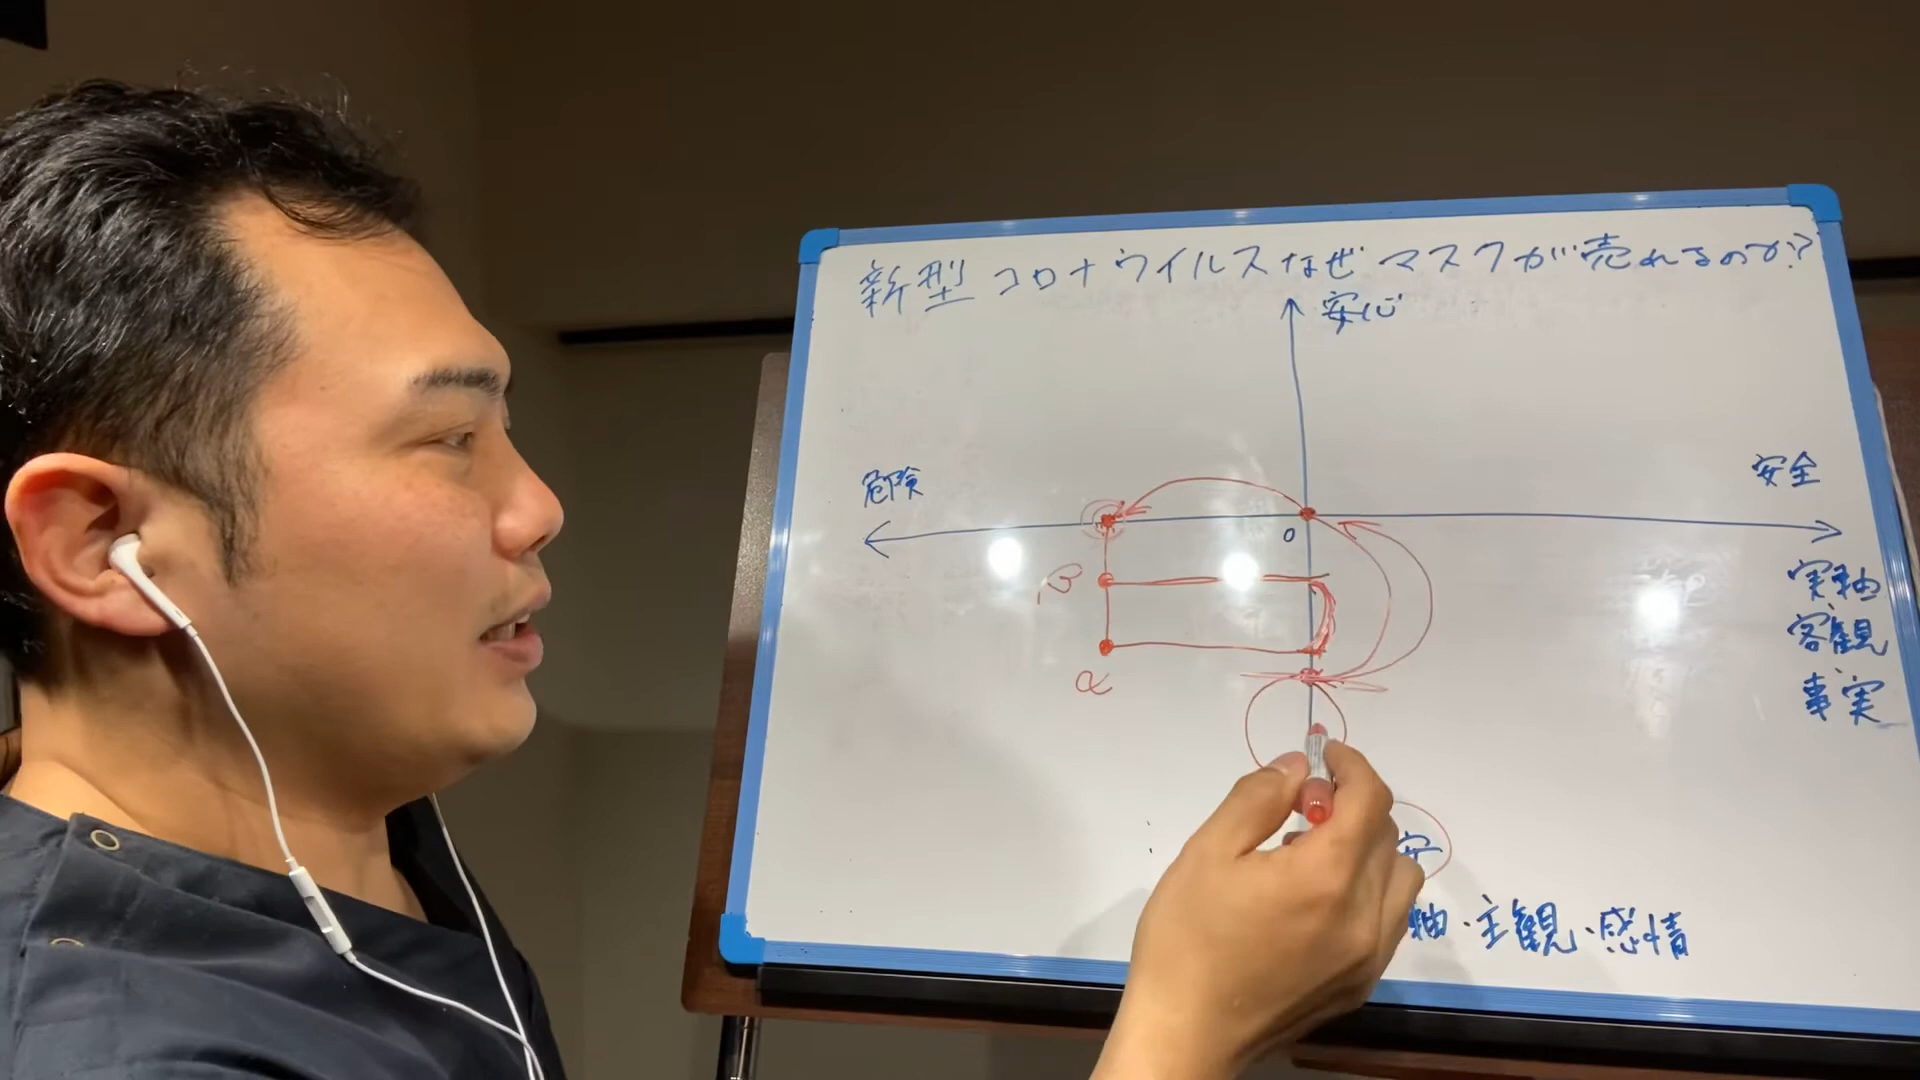 新型コロナウイルスなぜマスクが売れるのか?
安心
危険
安全
0
β
実軸
客観
事実
α
安
軸・主観・感情